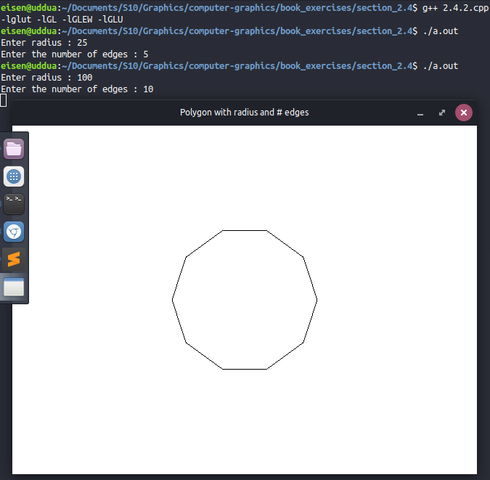 eisen@uddua:~/Documents/S10/Graphics/computer-graphics/book_exercises/section_2.4$ g++ 2.4.2.cpp
-lglut -lGL -lGLEW -lGLU
eisen@uddua:~/Documents/S10/Graphics/computer-graphics/book_exercises/section_2.4$ ./a.out
Enter radius : 25
Enter the number of edges : 5
eisen@uddua:~/Documents/S10/Graphics/computer-graphics/book_exercises/section_2.4$ ./a.out
Enter radius : 100
Enter the number of edges : 10
Polygon with radius and # edges